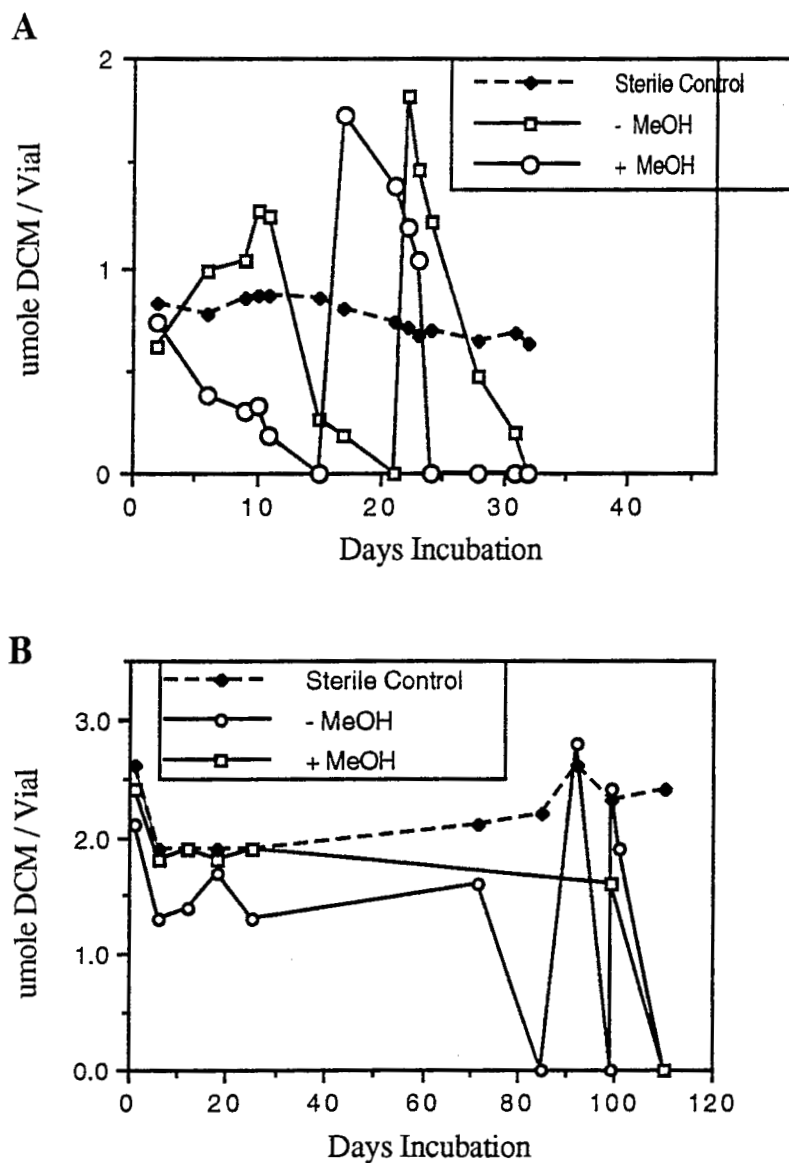 A
umole DCM / Vial
2
1
0
Sterile Control
- MeOH
+ MeOH
0
10
20
30
40
Days Incubation
B
umole DCM / Vial
3.0
2.0
1.0
0.0
Sterile Control
- MeOH
+ MeOH
0
20
40
60
80
100
120
Days Incubation